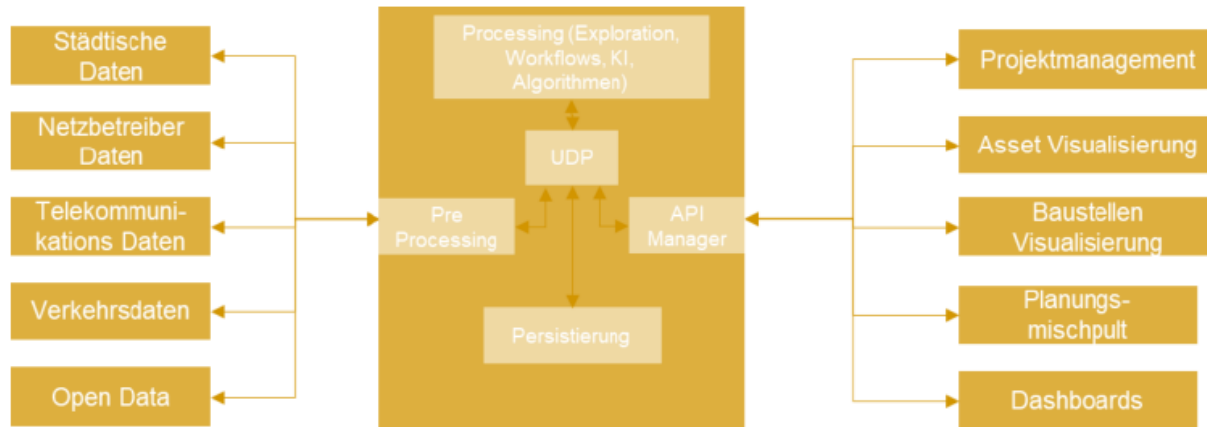 Städtische
Daten
Netzbetreiber
Daten
Telekommuni-
kations Daten
Verkehrsdaten
Open Data
Processing (Exploration,
Workflows, KI,
Algorithmen)
UDP
Pre
Processing
API
Manager
Persistierung
Projektmanagement
Asset Visualisierung
Baustellen
Visualisierung
Planungs-
mischpult
Dashboards